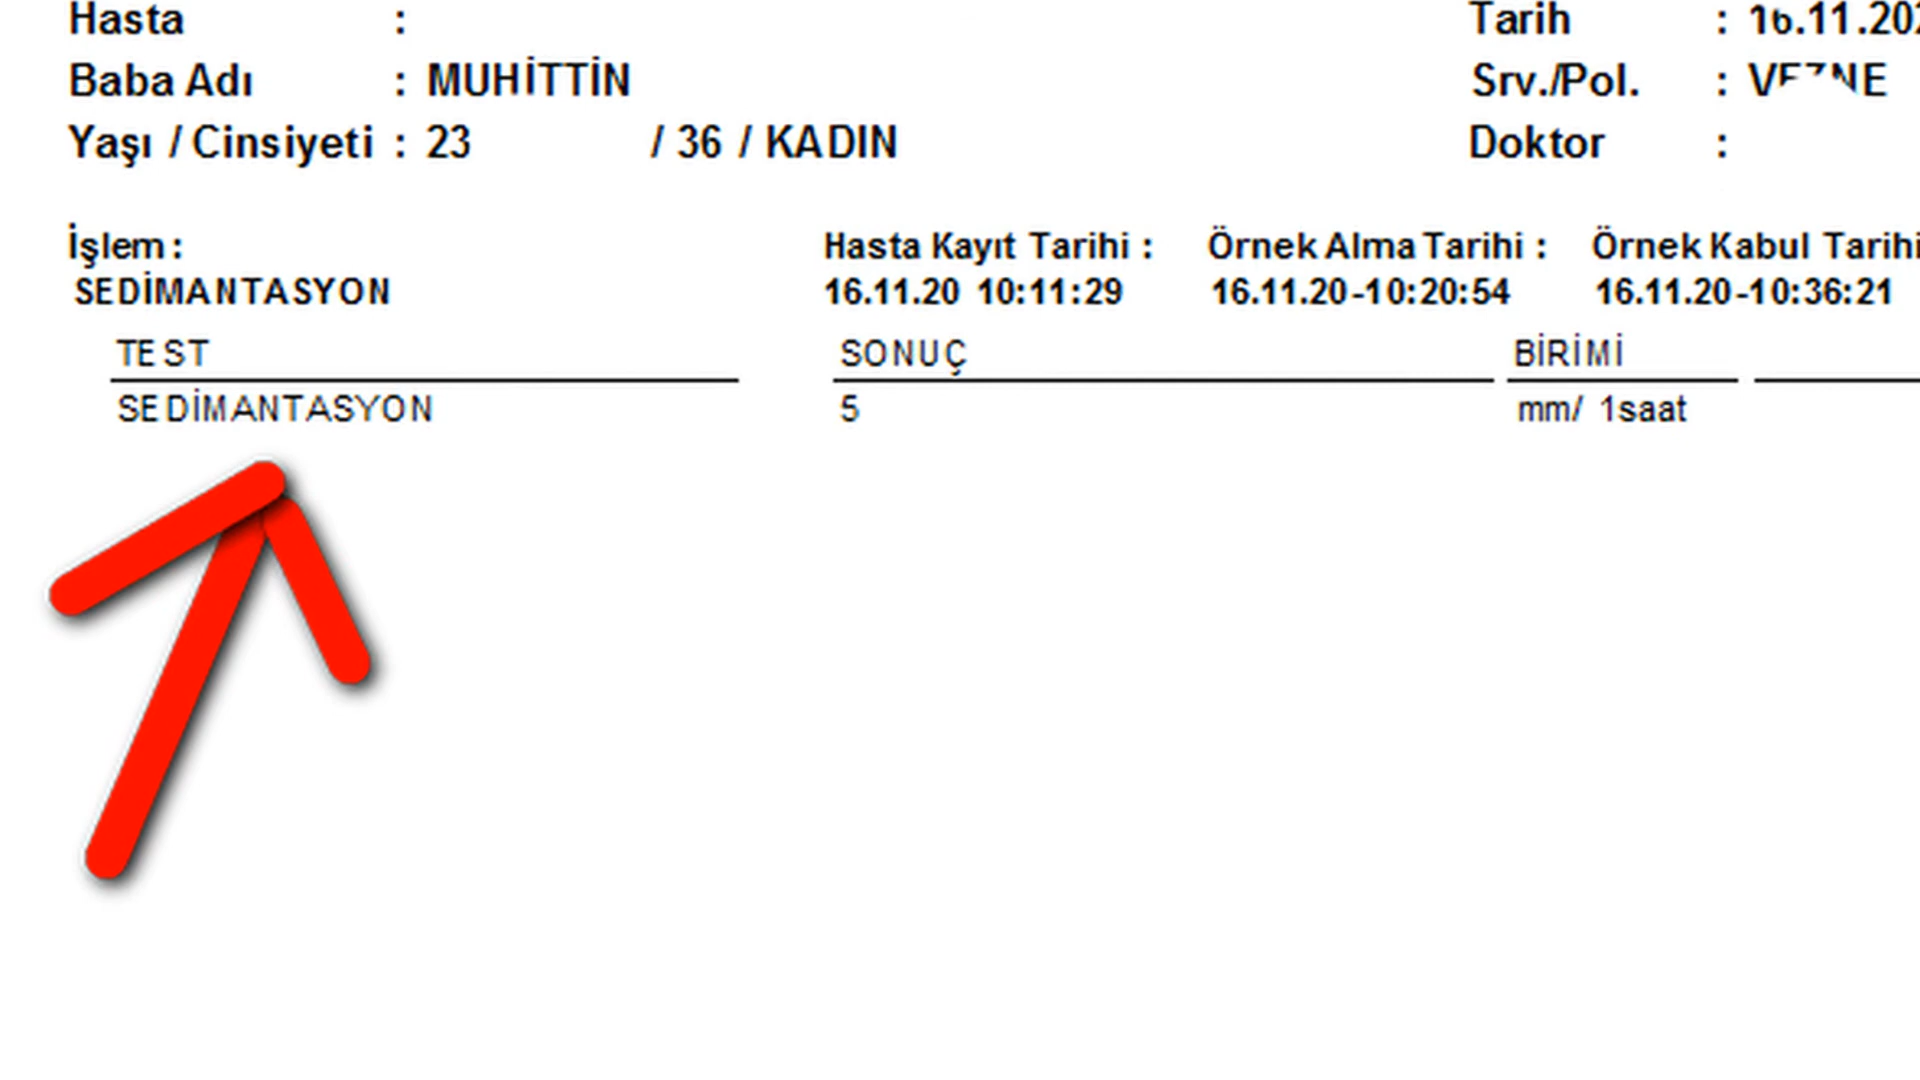 Hasta :
Tarih : 16.11.202
Baba Adı : MUHİTTİN
Srv./Pol. : VEZNE
Yaşı / Cinsiyeti : 23 / 36 / KADIN
Doktor :
İşlem : Hasta Kayıt Tarihi : Örnek Alma Tarihi : Örnek Kabul Tarihi
SEDİMANTASYON 16.11.20 10:11:29 16.11.20-10:20:54 16.11.20-10:36:21
TEST SONUÇ BİRİMİ
SEDİMANTASYON 5 mm/ 1saat